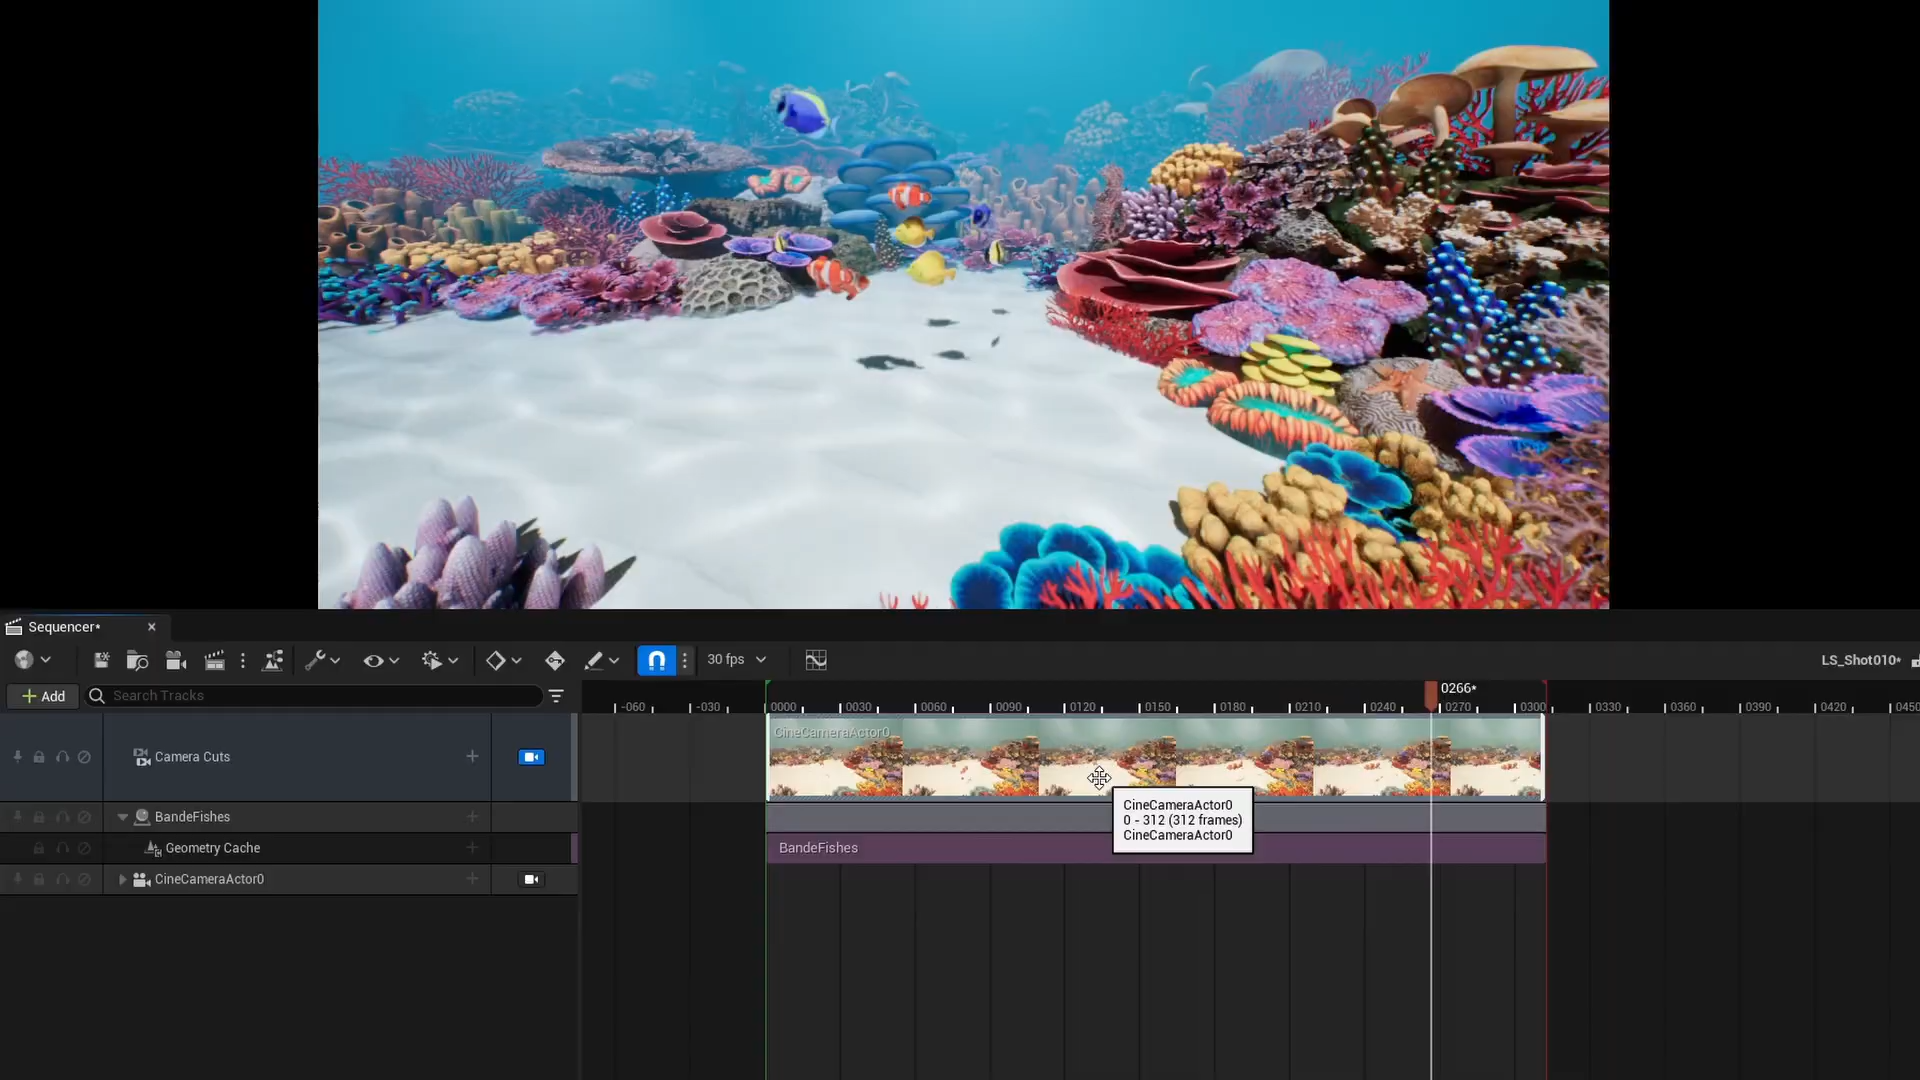 Sequencer*
30 fps
LS_Shot010*
Add
Search Tracks
0266*
-060
-030
0000
0030
0060
0090
0120
0150
0180
0210
0240
0270
0300
0330
0360
0390
0420
0450
Camera Cuts
CineCameraActor0
CineCameraActor0
0 - 312 (312 frames)
CineCameraActor0
BandeFishes
Geometry Cache
BandeFishes
CineCameraActor0